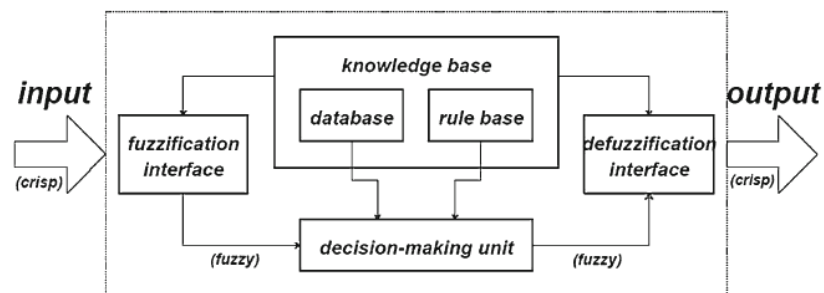 knowledge base
input
output
database
rule base
fuzzification
interface
defuzzification
interface
(crisp)
(crisp)
decision-making unit
(fuzzy)
(fuzzy)